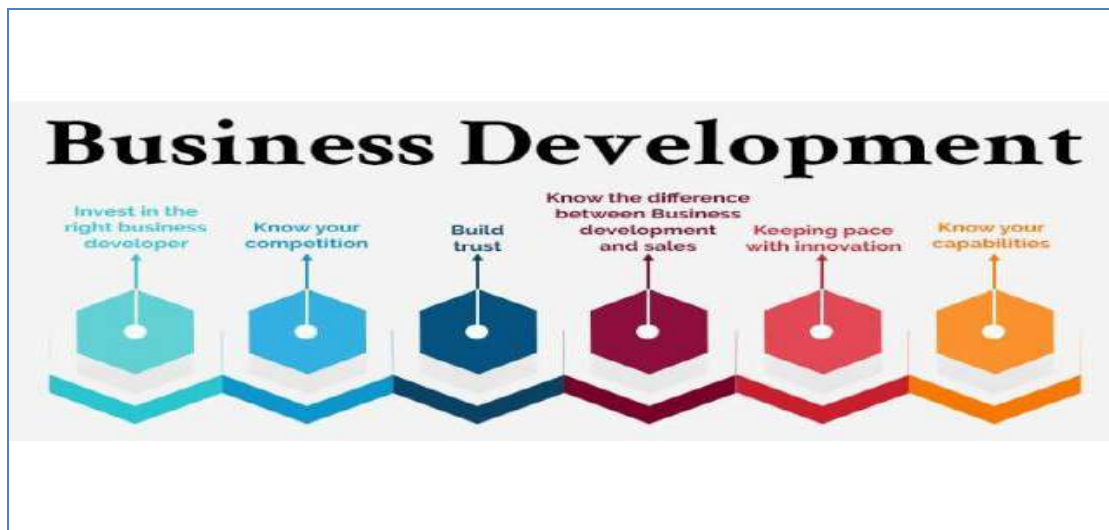 Business Development
Invest in the
right business
developer
Know your
competition
Build
trust
Know the difference
between Business
development
and sales
Keeping pace
with innovation
Know your
capabilities